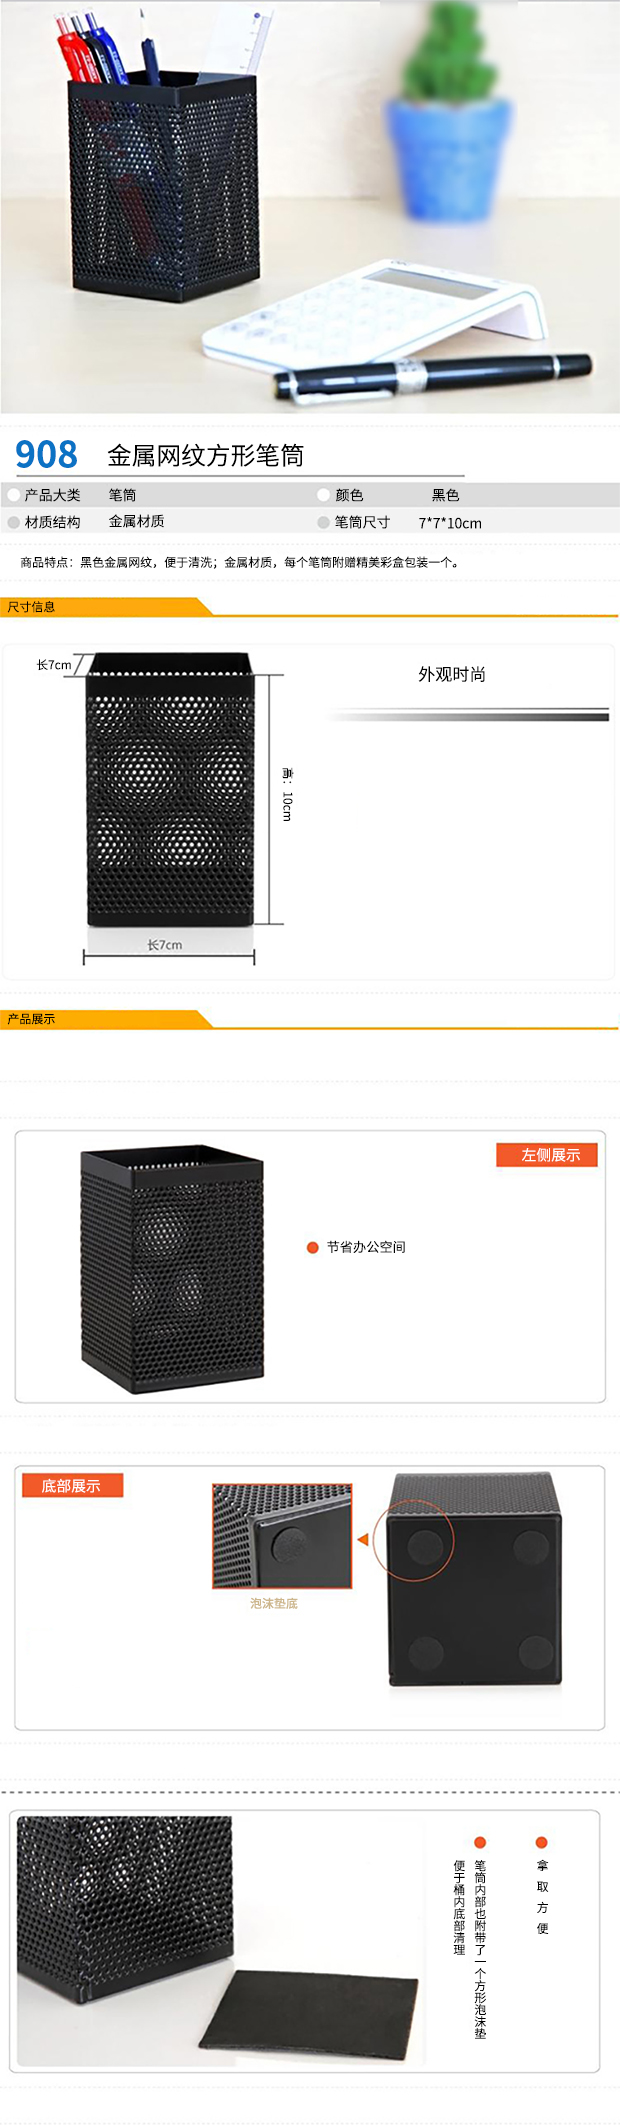 908 金属网纹方形笔筒
产品大类 笔筒 颜色 黑色
材质结构 金属材质 笔筒尺寸 7*7*10cm
商品特点：黑色金属网纹，便于清洗；金属材质，每个笔筒附赠精美彩盒包装一个。
尺寸信息
长7cm
外观时尚
高：10cm
长7cm
产品展示
左侧展示
节省办公空间
底部展示
泡沫垫底
拿取方便
笔筒内部也附带了一个方形泡沫垫
便于桶内底部清理